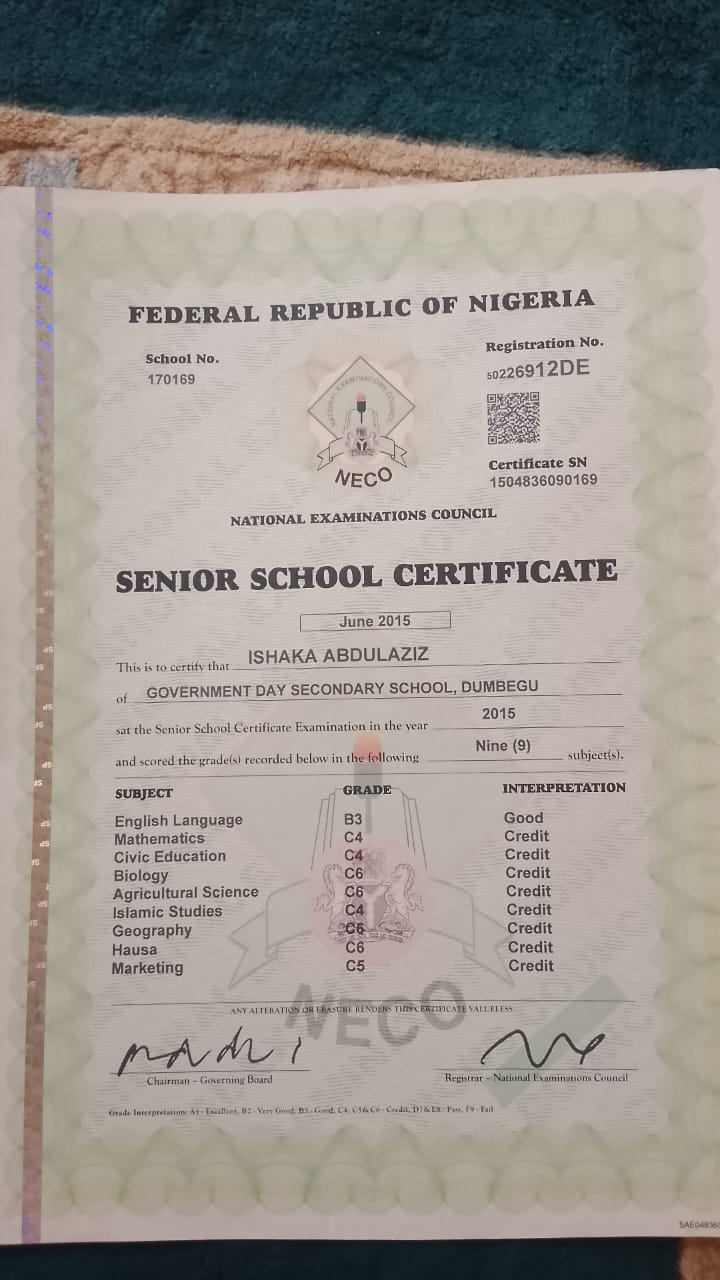 FEDERAL REPUBLIC OF NIGERIA
School No.
170169
Registration No.
50226912DE
NATIONAL EXAMINATIONS COUNCIL
NECO
Certificate SN
1504836090169
NATIONAL EXAMINATIONS COUNCIL
SENIOR SCHOOL CERTIFICATE
June 2015
This is to certify that ISHAKA ABDULAZIZ
of GOVERNMENT DAY SECONDARY SCHOOL, DUMBEGU
sat the Senior School Certificate Examination in the year 2015
and scored the grade(s) recorded below in the following Nine (9) subject(s).
SUBJECT GRADE INTERPRETATION
English Language B3 Good
Mathematics C4 Credit
Civic Education C4 Credit
Biology C6 Credit
Agricultural Science C6 Credit
Islamic Studies C4 Credit
Geography C6 Credit
Hausa C6 Credit
Marketing C5 Credit
NECO
ANY ALTERATION OR ERASURE RENDERS THIS CERTIFICATE VALUELESS
Chairman – Governing Board
Registrar – National Examinations Council
Grade Interpretation: A1 - Excellent, B2 - Very Good, B3 - Good, C4, C5 & C6 - Credit, D7 & E8 - Pass, F9 - Fail